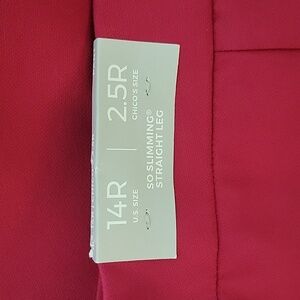 14R | 2.5R
U.S. SIZE CHICO'S SIZE
SO SLIMMING®
STRAIGHT LEG